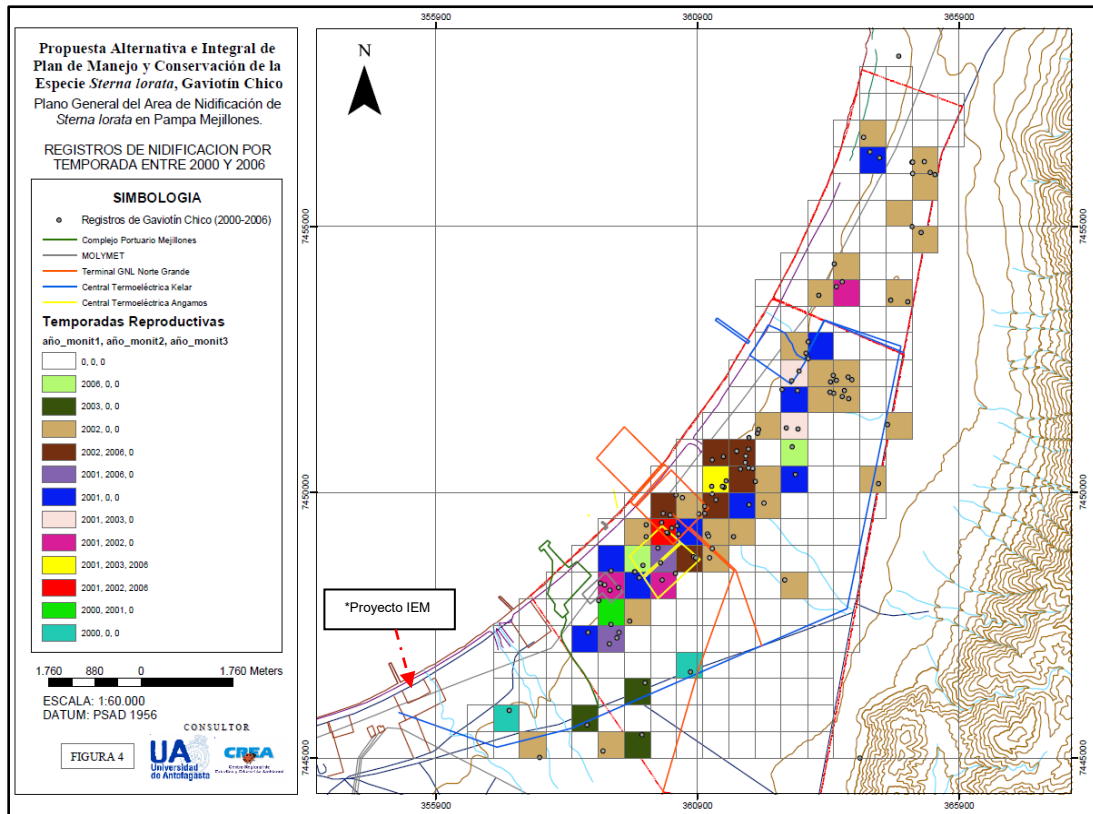 Propuesta Alternativa e Integral de
Plan de Manejo y Conservación de la
Especie Sterna lorata, Gaviotín Chico
Plano General del Area de Nidificación de
Sterna lorata en Pampa Mejillones.
REGISTROS DE NIDIFICACION POR
TEMPORADA ENTRE 2000 Y 2006
SIMBOLOGIA
Registros de Gaviotín Chico (2000-2006)
Complejo Portuario Mejillones
MOLYMET
Terminal GNL Norte Grande
Central Termoeléctrica Kelar
Central Termoeléctrica Angamos
Temporadas Reproductivas
año_monit1, año_monit2, año_monit3
0, 0, 0
2006, 0, 0
2003, 0, 0
2002, 0, 0
2002, 2006, 0
2001, 2006, 0
2001, 0, 0
2001, 2003, 0
2001, 2002, 0
2001, 2003, 2006
2001, 2002, 2006
2000, 2001, 0
2000, 0, 0
1.760 880 0 1.760 Meters
ESCALA: 1:60.000
DATUM: PSAD 1956
CONSULTOR
FIGURA 4
UA
Universidad
de Antofagasta
CREA
355900 360900 365900
N
7455000 7455000
7450000 7450000
7445000 7445000
*Proyecto IEM
355900 360900 365900